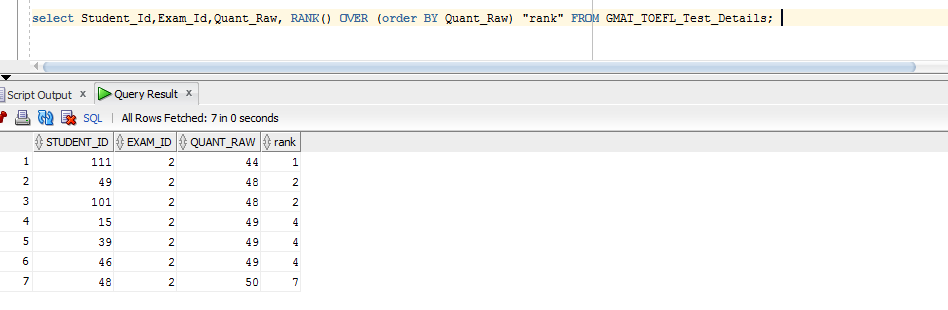 select Student_Id,Exam_Id,Quant_Raw, RANK() OVER (order BY Quant_Raw) "rank" FROM GMAT_TOEFL_Test_Details;
Script Output x Query Result x
SQL | All Rows Fetched: 7 in 0 seconds
STUDENT_ID EXAM_ID QUANT_RAW rank
1 111 2 44 1
2 49 2 48 2
3 101 2 48 2
4 15 2 49 4
5 39 2 49 4
6 46 2 49 4
7 48 2 50 7